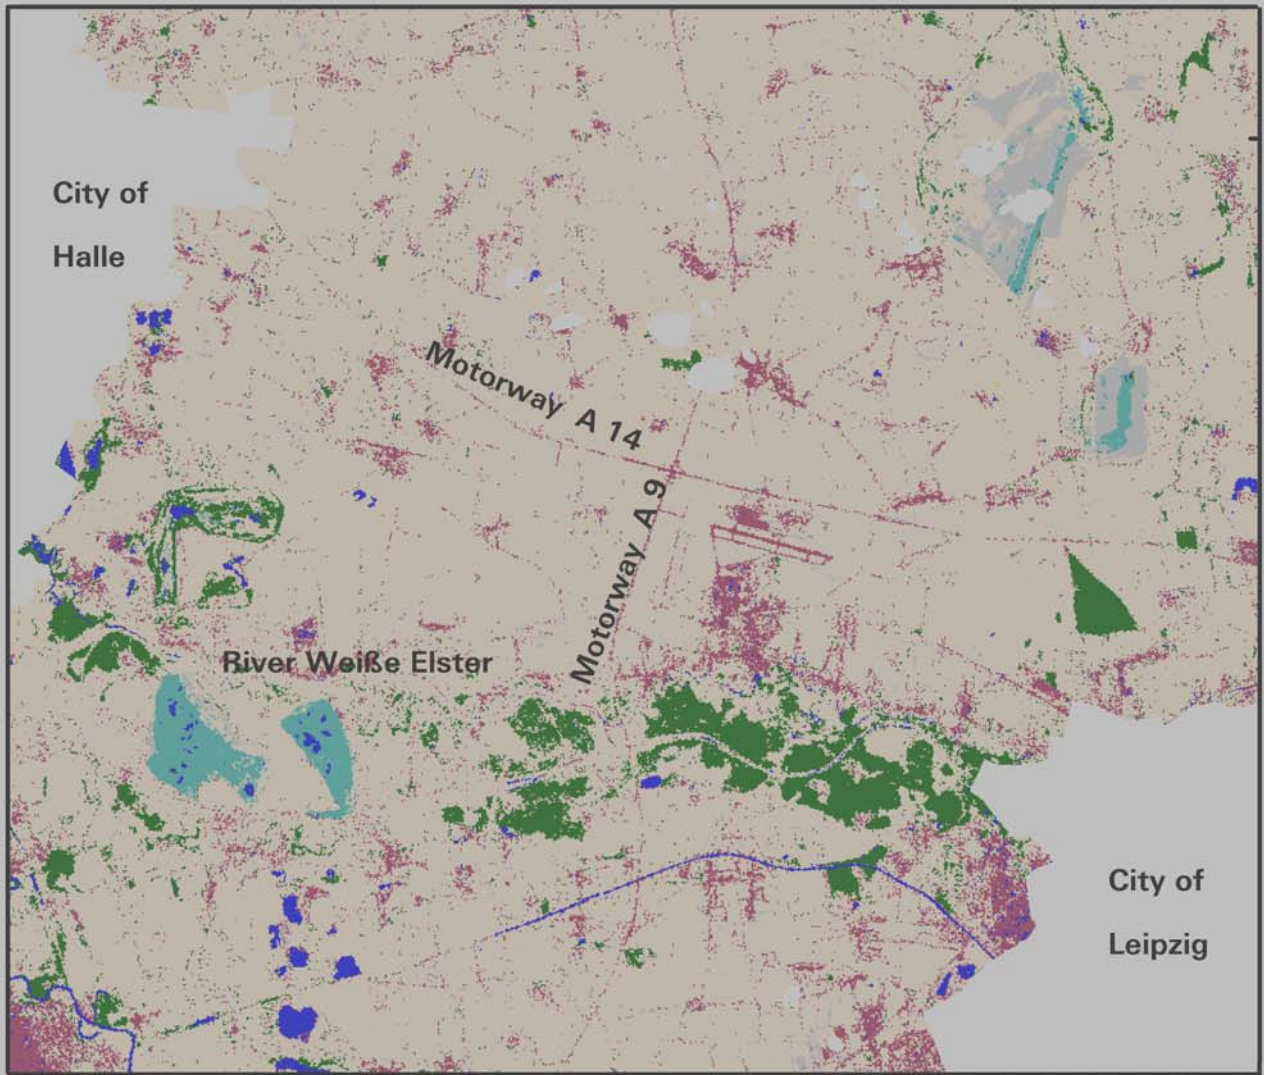 City of
Halle
Motorway A 14
Motorway A 9
River Weiße Elster
City of
Leipzig